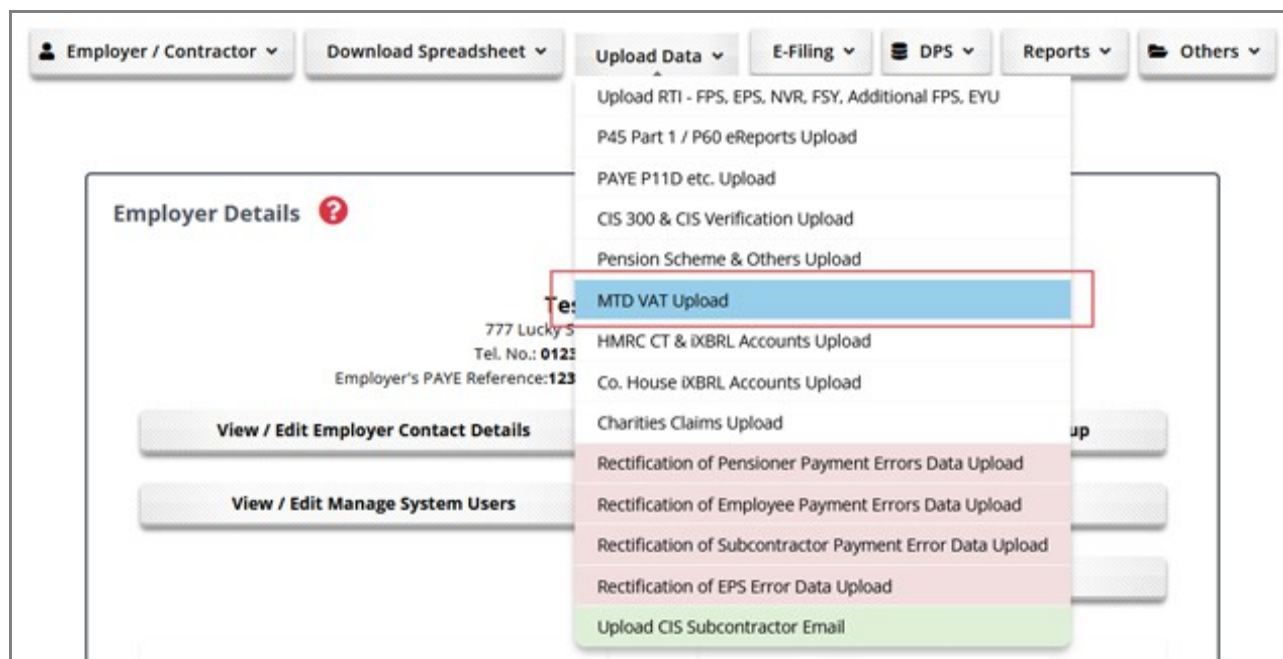 Employer / Contractor
Download Spreadsheet
Upload Data
E-Filing
DPS
Reports
Others
Upload RTI - FPS, EPS, NVR, FSY, Additional FPS, EYU
P45 Part 1 / P60 eReports Upload
PAYE P11D etc. Upload
CIS 300 & CIS Verification Upload
Pension Scheme & Others Upload
MTD VAT Upload
HMRC CT & iXBRL Accounts Upload
Co. House iXBRL Accounts Upload
Charities Claims Upload
Rectification of Pensioner Payment Errors Data Upload
Rectification of Employee Payment Errors Data Upload
Rectification of Subcontractor Payment Error Data Upload
Rectification of EPS Error Data Upload
Upload CIS Subcontractor Email
Employer Details ?
Tes
777 Lucky S
Tel. No.: 0123
Employer's PAYE Reference:123
View / Edit Employer Contact Details
up
View / Edit Manage System Users